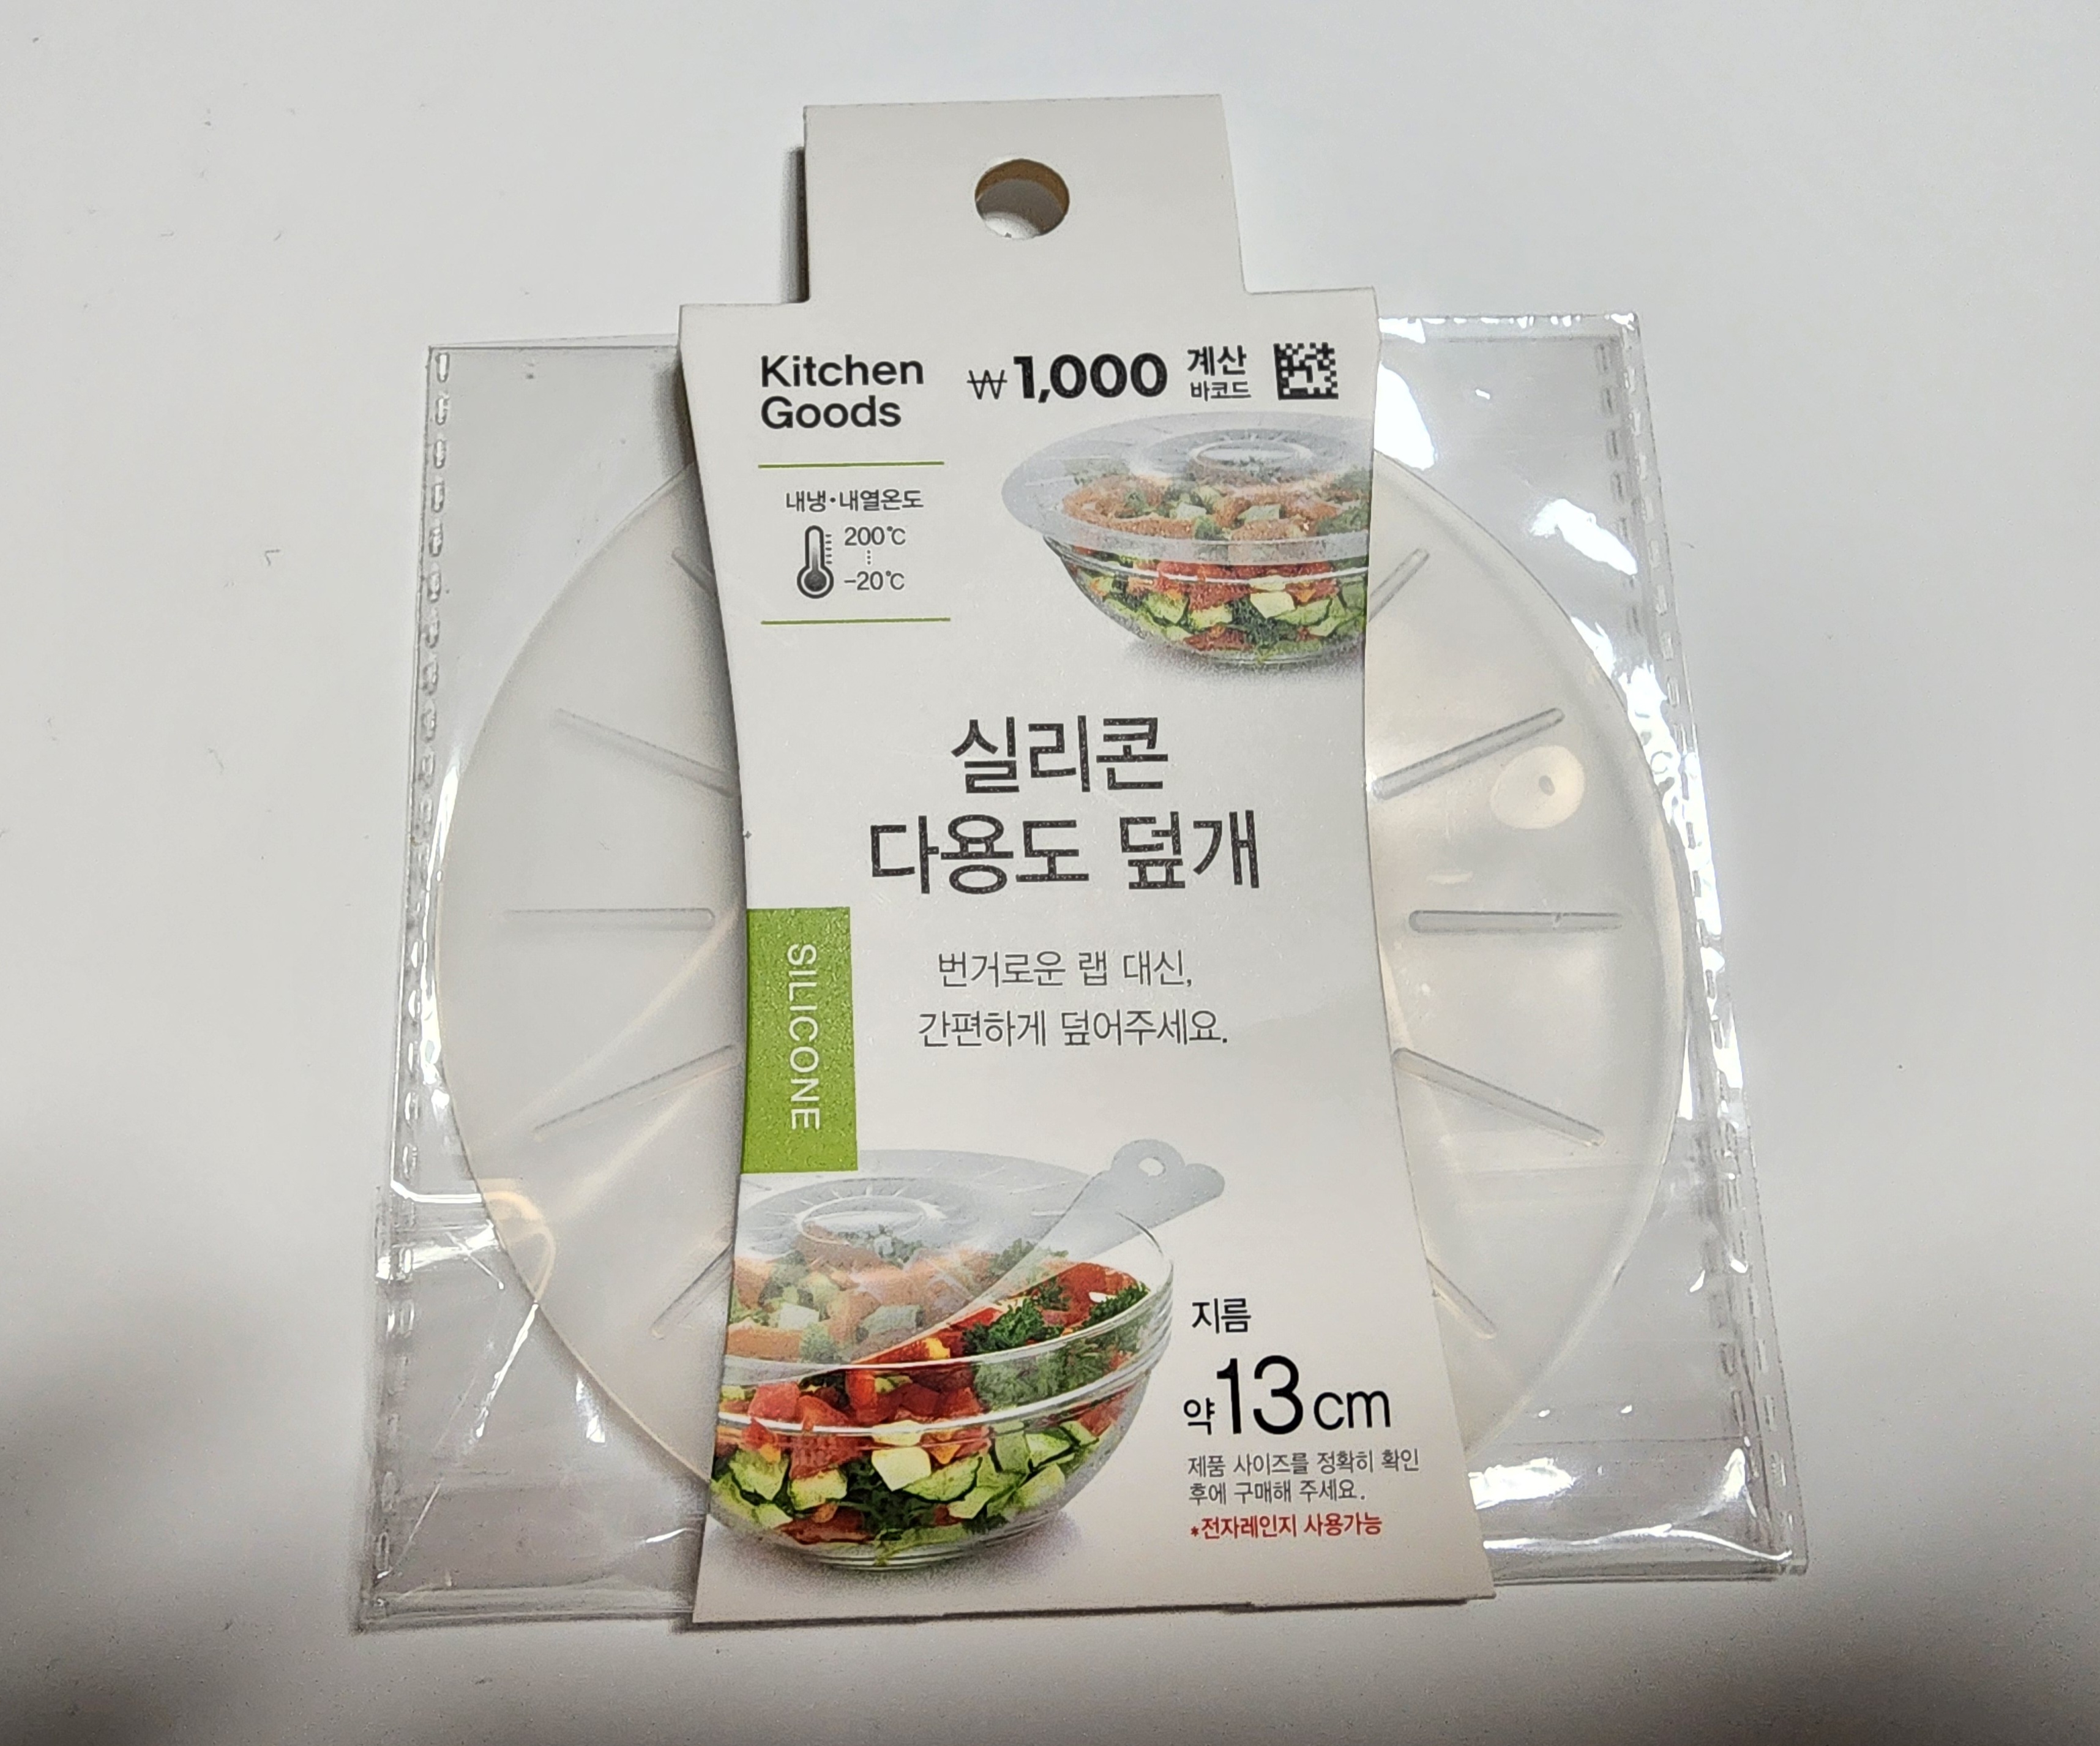 Kitchen
Goods
₩1,000 계산
바코드
내냉·내열온도
200℃
-20℃
실리콘
다용도 덮개
SILICONE
번거로운 랩 대신,
간편하게 덮어주세요.
지름
약13cm
제품 사이즈를 정확히 확인
후에 구매해 주세요.
*전자레인지 사용가능